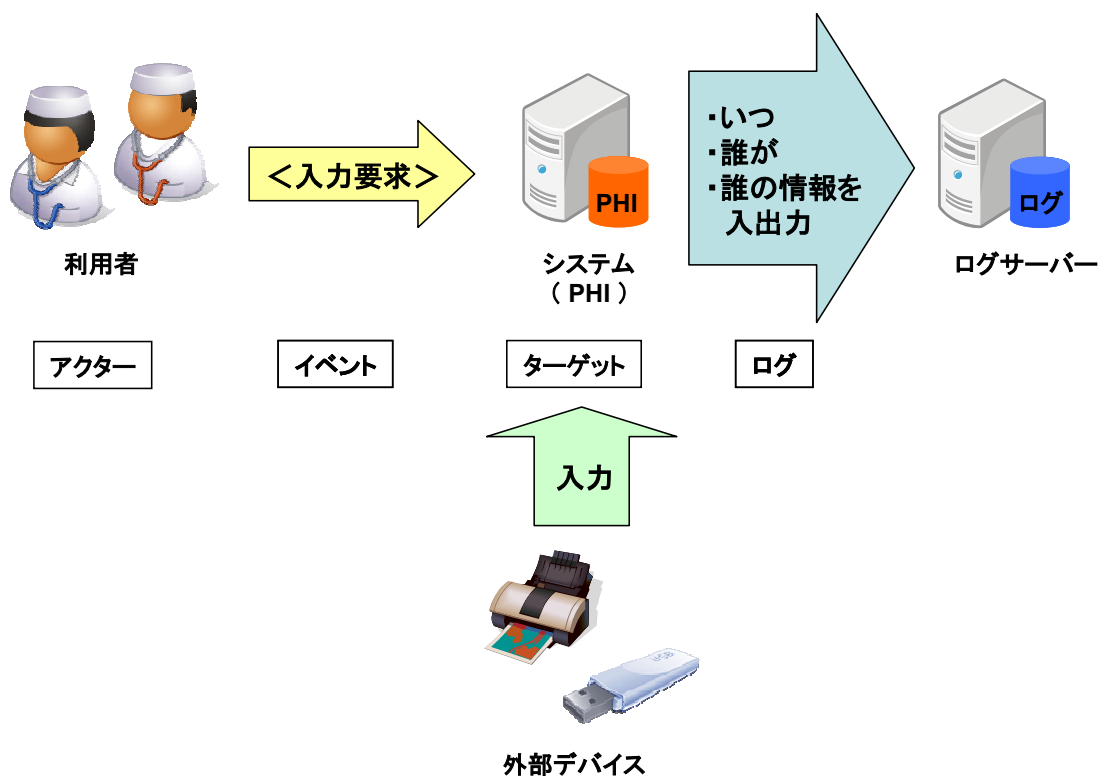 <入力要求>
PHI
・いつ
・誰が
・誰の情報を
入出力
ログ
利用者
システム
( PHI )
ログサーバー
アクター
イベント
ターゲット
ログ
入力
USB
外部デバイス